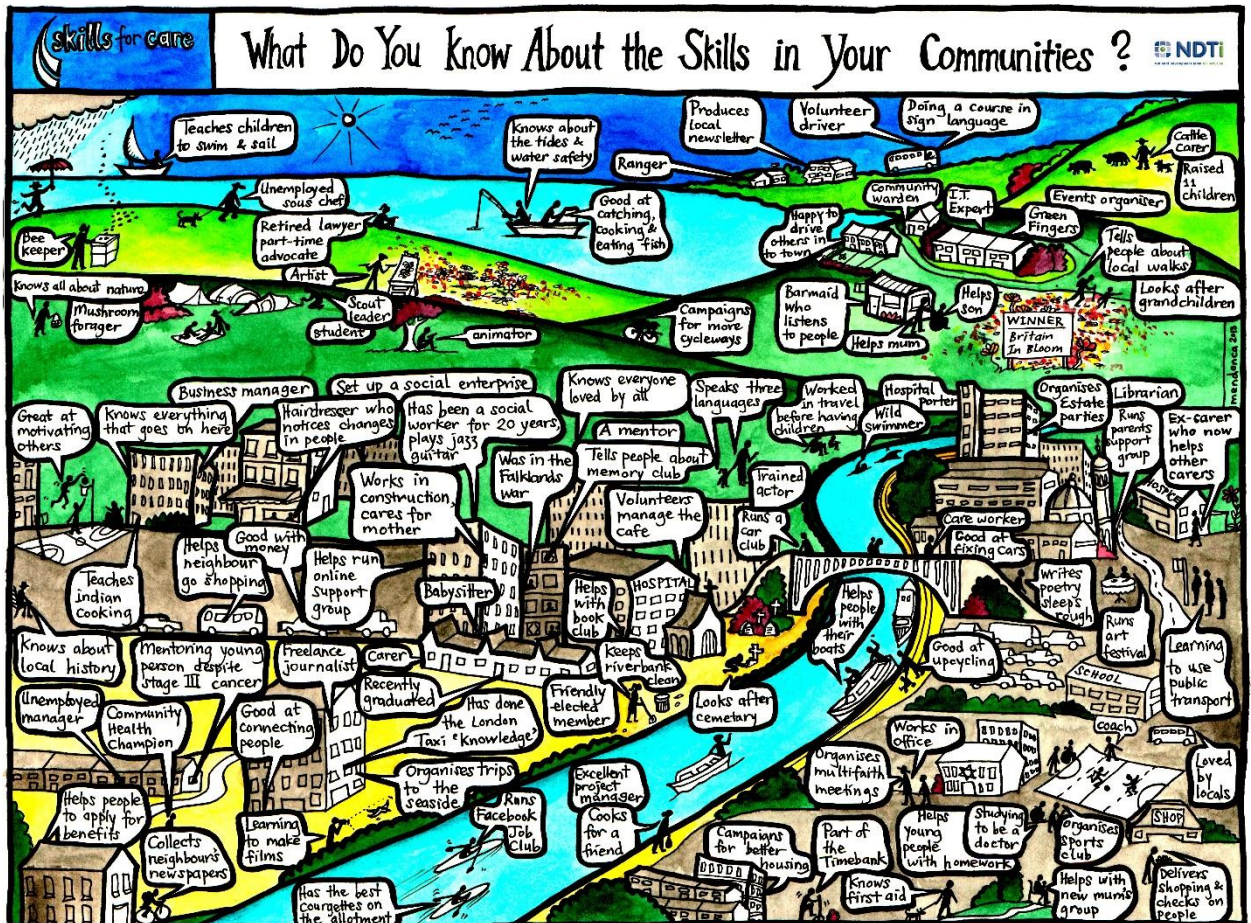 skills for care
What Do You Know About the Skills in Your Communities ?
NDTi
Teaches children
to swim & sail
Knows about
the tides &
water safety
Produces
local
newsletter
Volunteer
driver
Doing a course in
sign language
Ranger
Cattle
carer
Raised
11
children
Unemployed
sous chef
Good at
catching,
cooking &
eating fish
Community
warden
I.T.
Expert
Events organiser
Bee
keeper
Retired lawyer
part-time
advocate
Happy to
drive
others in
to town
Green
Fingers
Tells
people about
local walks
Artist
Knows all about nature
Mushroom
forager
Scout
leader
student
animator
Campaigns
for more
cycleways
Barmaid
who
listens
to people
Helps
son
Helps mum
WINNER
Britain
In Bloom
Looks after
grandchildren
mendonca 2015
Business manager
Set up a social enterprise
Knows everyone
loved by all
Speaks three
languages
Worked
in travel
before having
children
Hospital
porter
Wild
swimmer
Organises
Estate
parties
Librarian
Great at
motivating
others
Knows everything
that goes on here
Hairdresser who
notices changes
in people
Has been a social
worker for 20 years,
plays jazz
guitar
A mentor
Tells people about
memory club
Runs
parents
support
group
Ex-carer
who now
helps
other
carers
Was in the
Falklands
war
Works in
construction,
cares for
mother
Volunteers
manage the
cafe
Trained
actor
Runs a
car
club
HOSPICE
Care worker
Good at
fixing cars
Teaches
indian
cooking
Helps
neighbour
go shopping
Good with
money
Helps run
online
support
group
Babysitter
Helps
with
book
club
HOSPITAL
Helps
people
with
their
boats
Writes
poetry
sleeps
rough
Runs
art
festival
Learning
to use
public
transport
Knows about
local history
Mentoring young
person despite
stage III cancer
Freelance
journalist
Carer
Recently
graduated
Keeps
riverbank
clean
Friendly
elected
member
Looks after
cemetary
Good at
upcycling
SCHOOL
Unemployed
manager
Community
Health
Champion
Good at
connecting
people
Has done
the London
Taxi 'Knowledge'
Works in
office
coach
Loved
by
locals
Organises
multifaith
meetings
Organises trips
to the
seaside
Excellent
project
manager
Cooks
for a
friend
Helps people
to apply for
benefits
Collects
neighbour's
newspapers
Learning
to make
films
Runs
Facebook
Job
Club
Has the best
courgettes on
the allotment
Campaigns
for better
housing
Part of
the
Timebank
Knows
first aid
Helps
young
people
with homework
Studying
to be a
doctor
Organises
sports
club
SHOP
Helps with
new mum's
group
Delivers
shopping &
checks on
people